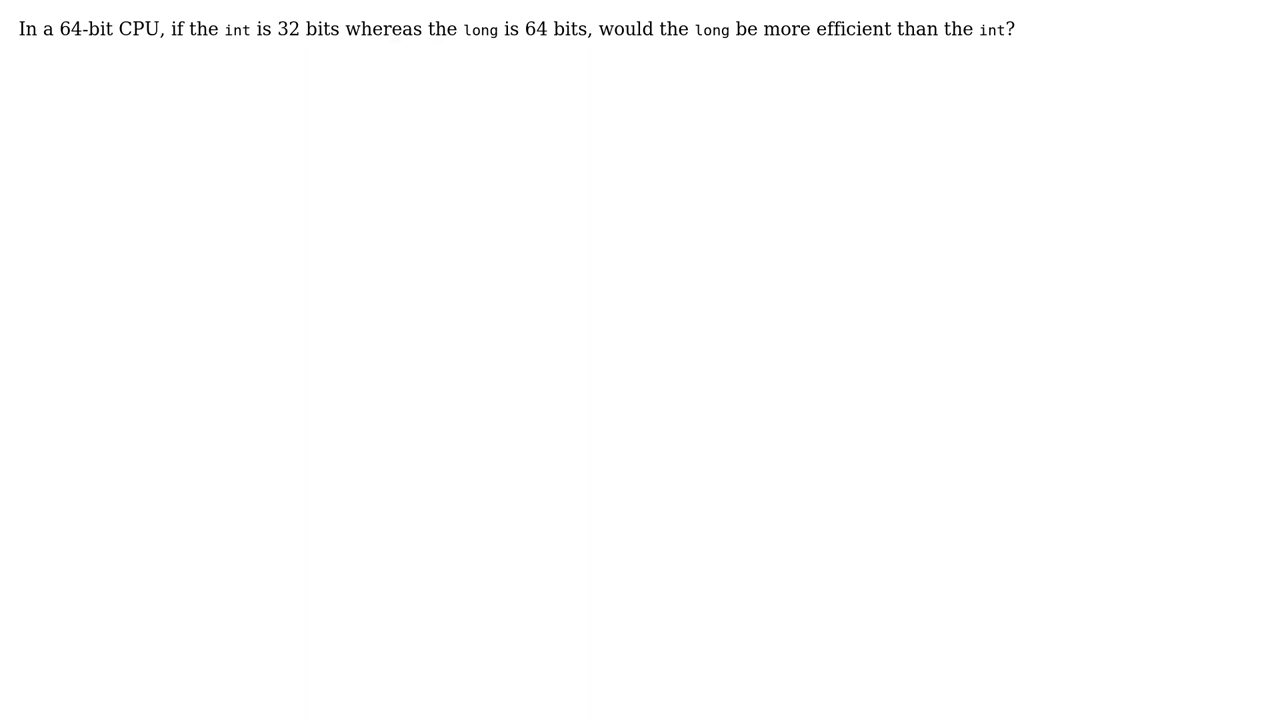 In a 64-bit CPU, if the int is 32 bits whereas the long is 64 bits, would the long be more efficient than the int?